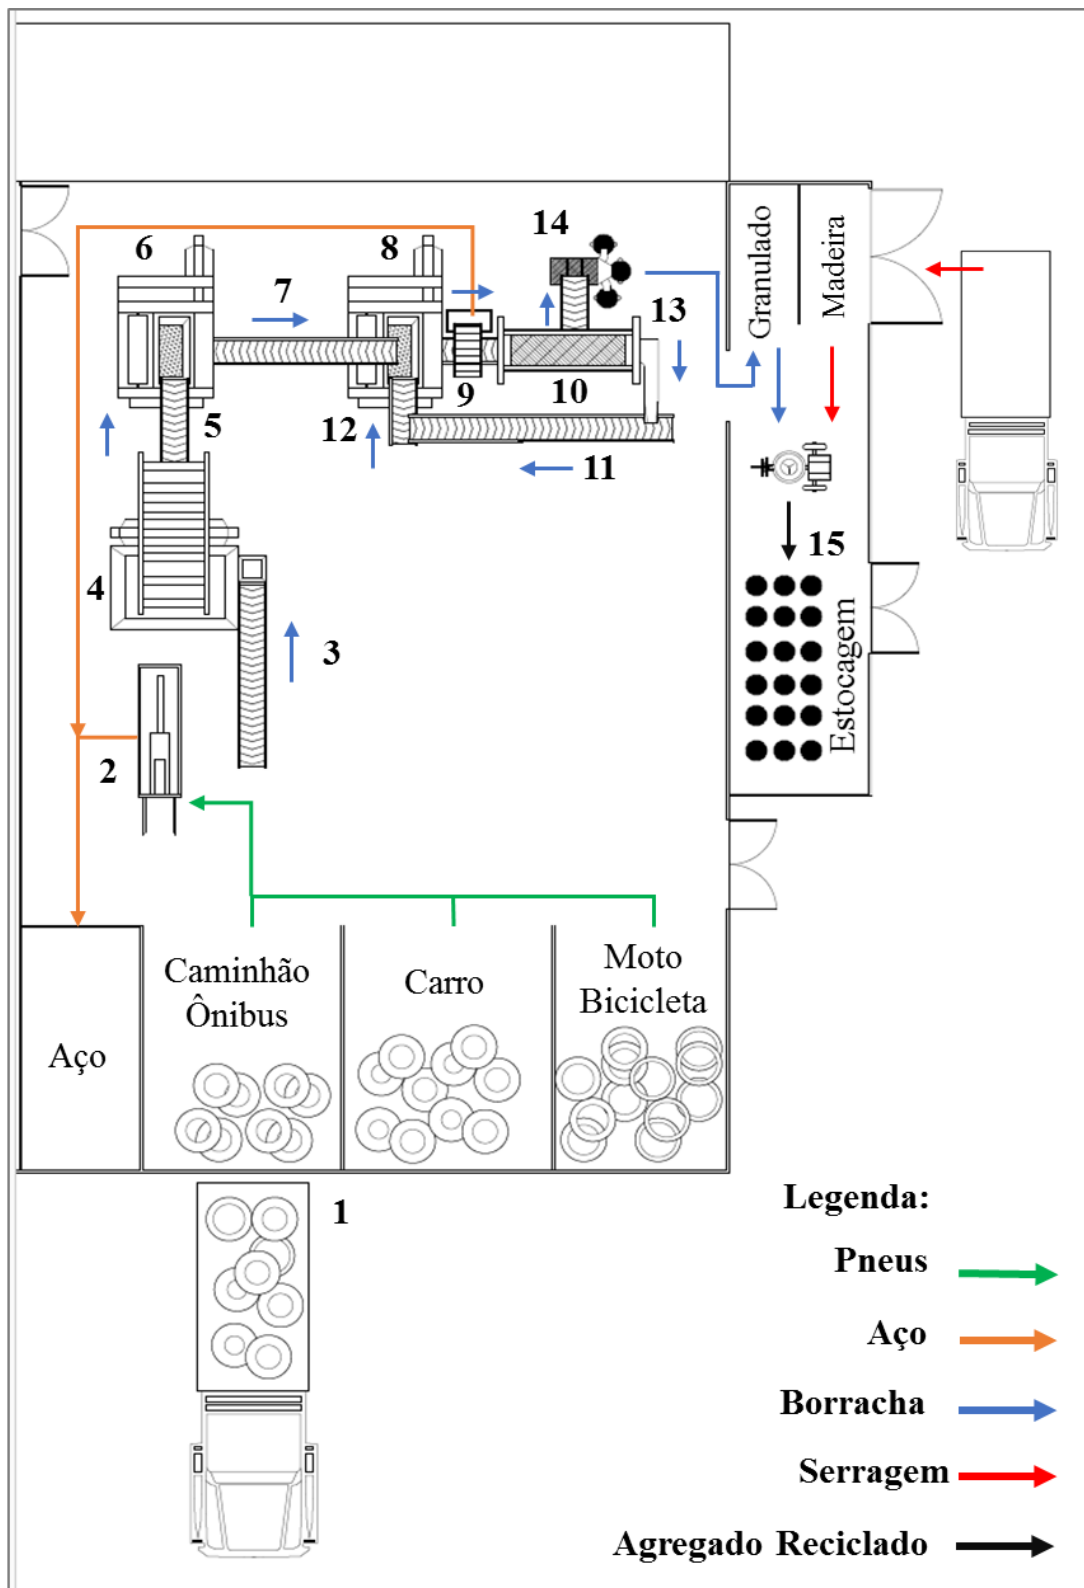 6
8
14
7
13
Granulado
Madeira
5
12
9
10
11
15
4
3
Estocagem
2
Caminhão
Ônibus
Carro
Moto
Bicicleta
Aço
1
Legenda:
Pneus
Aço
Borracha
Serragem
Agregado Reciclado